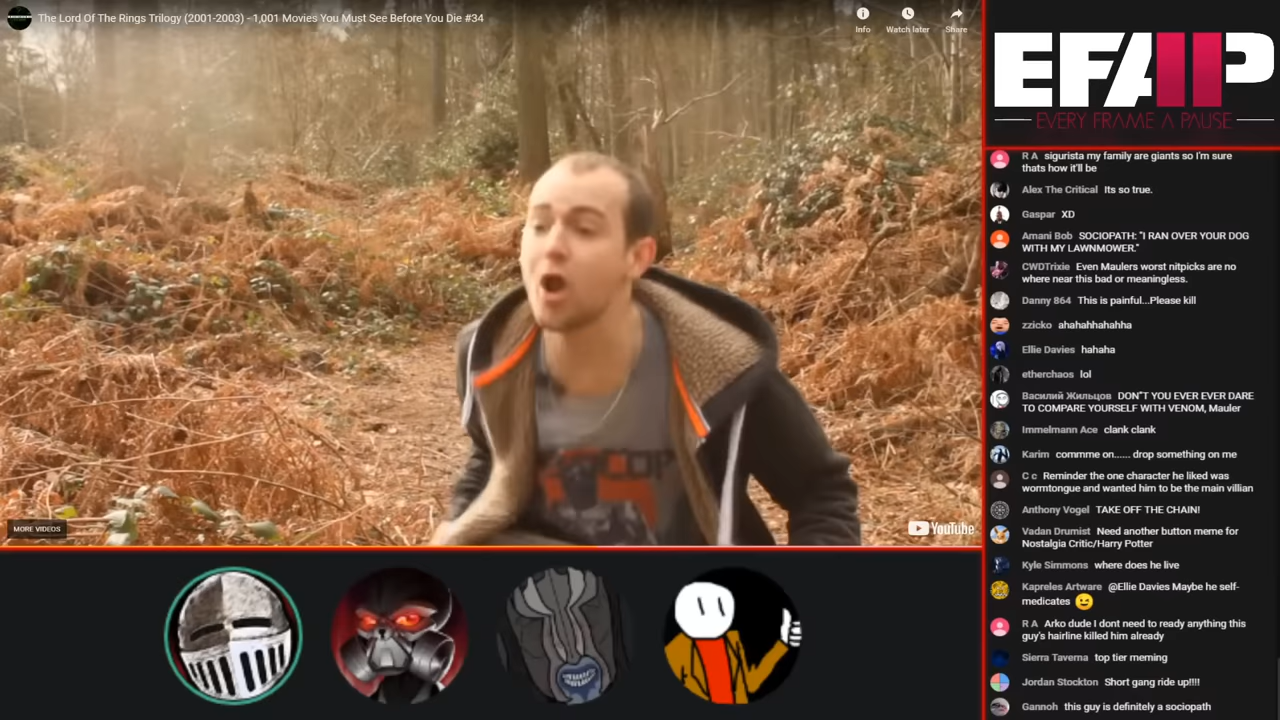 The Lord Of The Rings Trilogy (2001-2003) - 1,001 Movies You Must See Before You Die #34
Info
Watch later
Share
EFAP
EVERY FRAME A PAUSE
R A sigurista my family are giants so I'm sure
thats how it'll be
Alex The Critical Its so true.
Gaspar XD
Amani Bob SOCIOPATH: "I RAN OVER YOUR DOG
WITH MY LAWNMOWER."
CWDTrixie Even Maulers worst nitpicks are no
where near this bad or meaningless.
Danny 864 This is painful...Please kill
zzicko ahahahhahahha
Ellie Davies hahaha
etherchaos lol
Василий Жильцов DON"T YOU EVER EVER DARE
TO COMPARE YOURSELF WITH VENOM, Mauler
Immelmann Ace clank clank
Karim commme on...... drop something on me
C c Reminder the one character he liked was
wormtongue and wanted him to be the main villian
Anthony Vogel TAKE OFF THE CHAIN!
Vadan Drumist Need another button meme for
Nostalgia Critic/Harry Potter
Kyle Simmons where does he live
Kapreles Artware @Ellie Davies Maybe he self-
medicates 😉
R A Arko dude I dont need to ready anything this
guy's hairline killed him already
Sierra Taverna top tier meming
Jordan Stockton Short gang ride up!!!!
Gannoh this guy is definitely a sociopath
MORE VIDEOS
YouTube